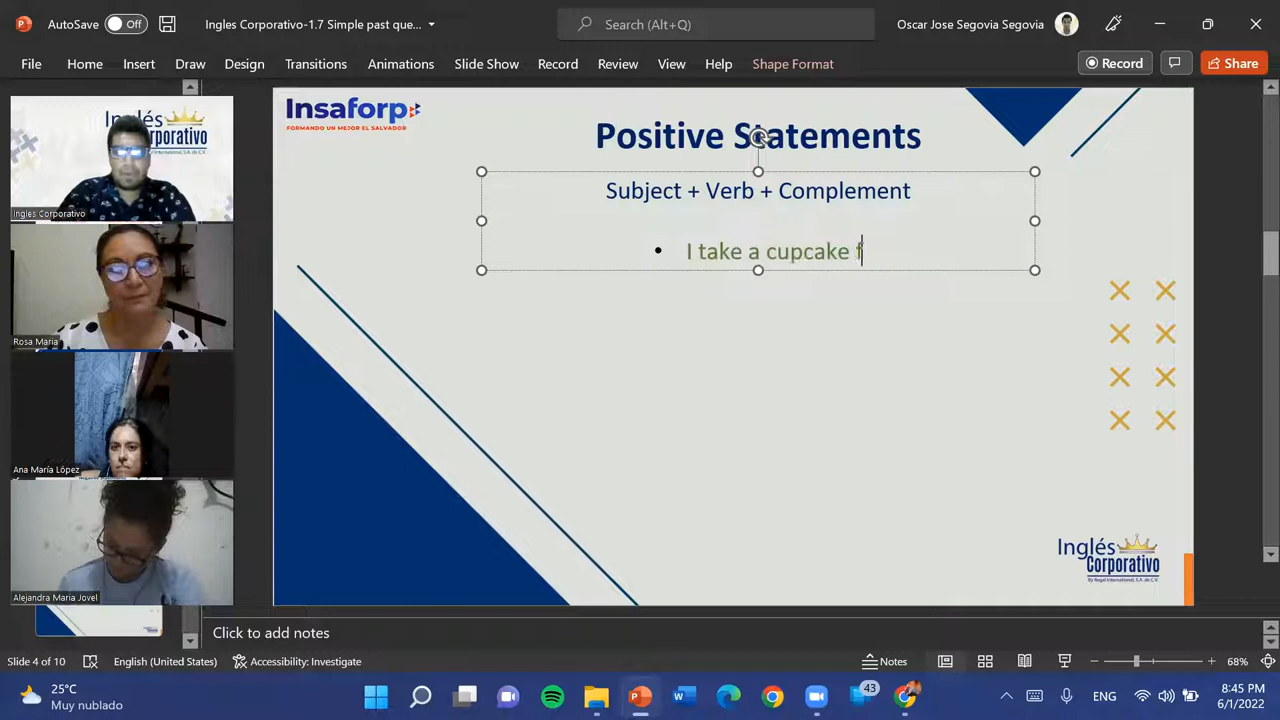 AutoSave Off
Ingles Corporativo-1.7 Simple past que...
Search (Alt+Q)
Oscar Jose Segovia Segovia
File Home Insert Draw Design Transitions Animations Slide Show Record Review View Help Shape Format
Record
Share
Inglés
Corporativo
Ingles Corporativo
Rosa Maria
Ana María López
Alejandra Maria Jovel
Insaforp
FORMANDO UN MEJOR EL SALVADOR
Positive Statements
Subject + Verb + Complement
• I take a cupcake f
Inglés
Corporativo
By Regal International, S.A. de C.V.
Click to add notes
Slide 4 of 10 English (United States) Accessibility: Investigate Notes 68%
25°C
Muy nublado
43
ENG
8:45 PM
6/1/2022